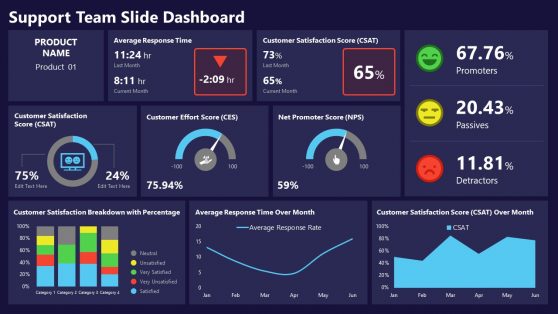 Support Team Slide Dashboard
PRODUCT
NAME
Product 01
Average Response Time
11:24 hr
Last Month
8:11 hr
Current Month
-2:09 hr
Customer Satisfaction Score (CSAT)
73%
Last Month
65%
Current Month
65%
67.76%
Promoters
20.43%
Passives
11.81%
Detractors
Customer Satisfaction
Score (CSAT)
75%
Edit Text Here
24%
Edit Text Here
Customer Effort Score (CES)
-100
100
75.94%
Net Promoter Score (NPS)
-100
100
59%
Customer Satisfaction Breakdown with Percentage
100%
80%
60%
40%
20%
0%
Category 1
Category 2
Category 3
Category 4
Neutral
Unsatisfied
Very Satisfied
Very Unsatisfied
Satisfied
Average Response Time Over Month
Average Response Rate
20
15
10
5
0
Jan
Feb
Mar
Apr
May
Jun
Customer Satisfaction Score (CSAT) Over Month
CSAT
100%
80%
60%
40%
20%
0%
Jan
Feb
Mar
Apr
May
Jun